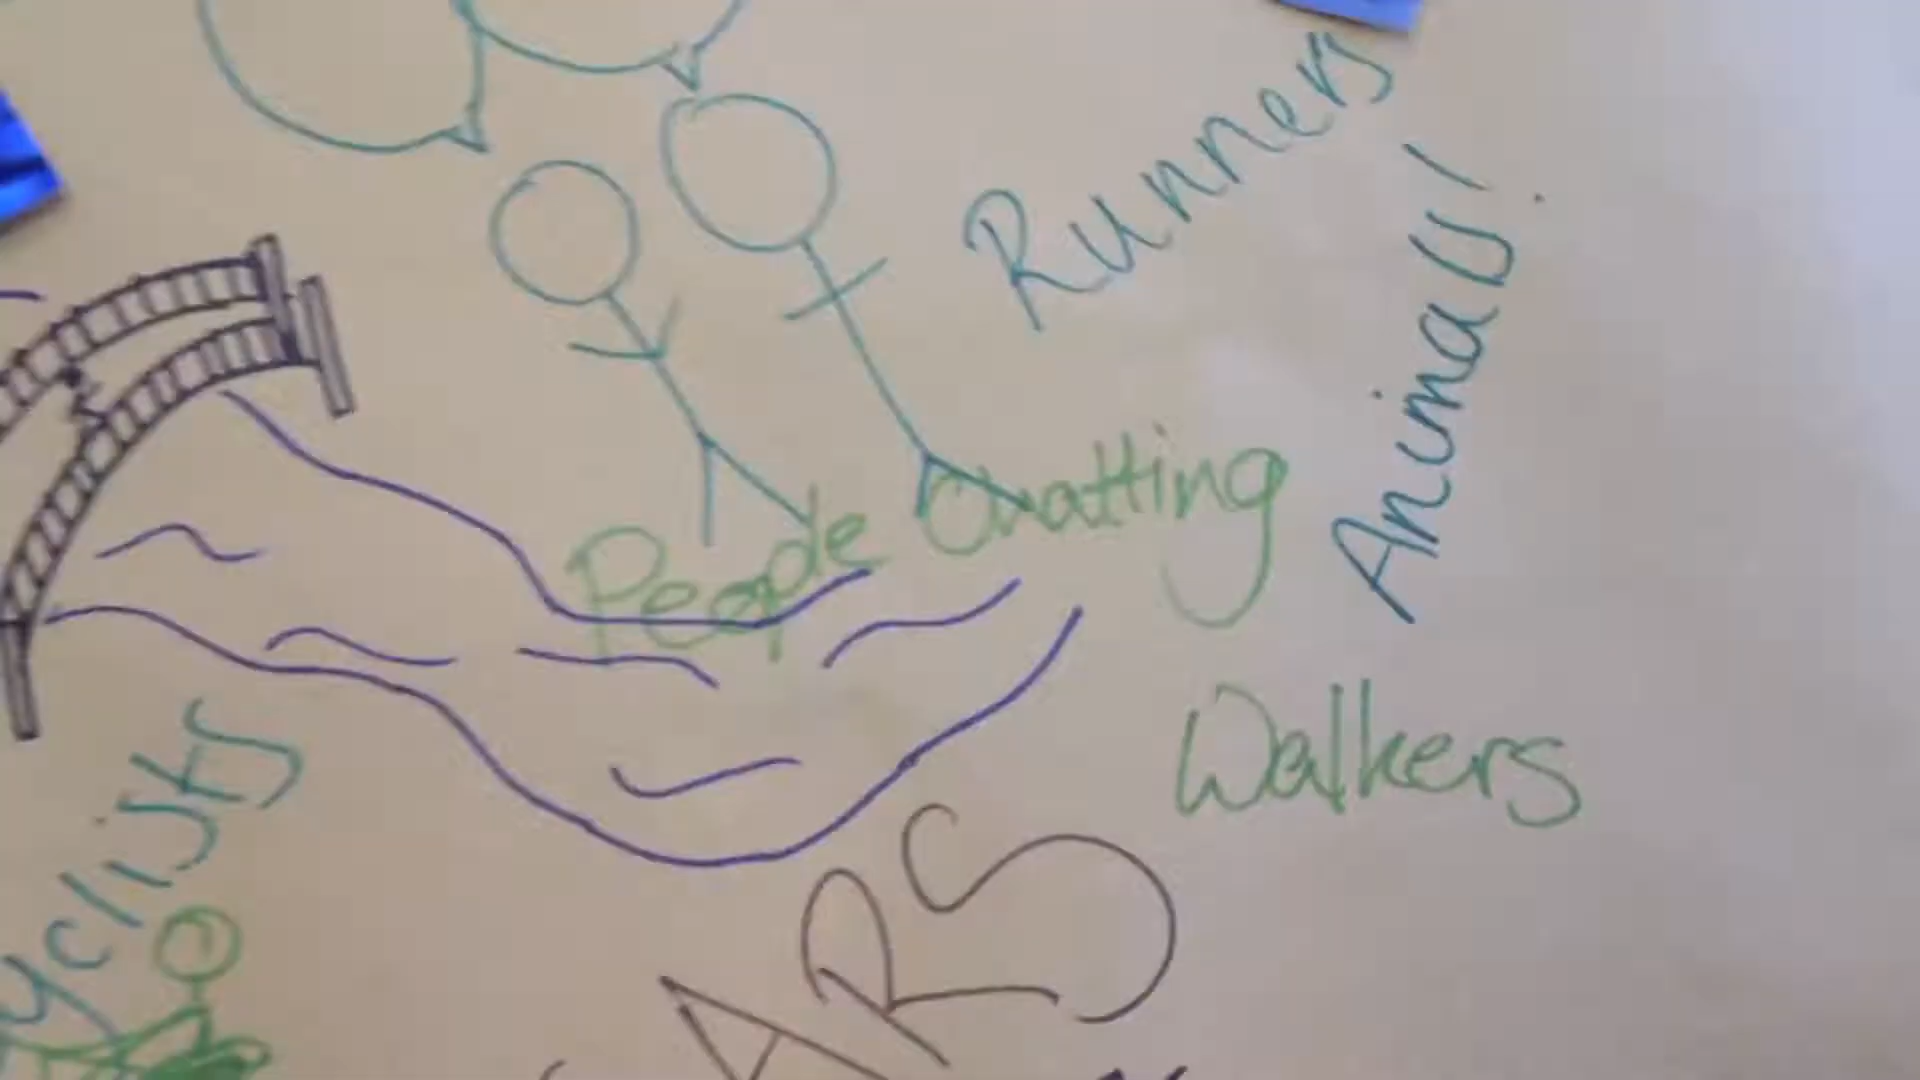 Runners
Animals!
People Chatting
Walkers
yclists
ARS